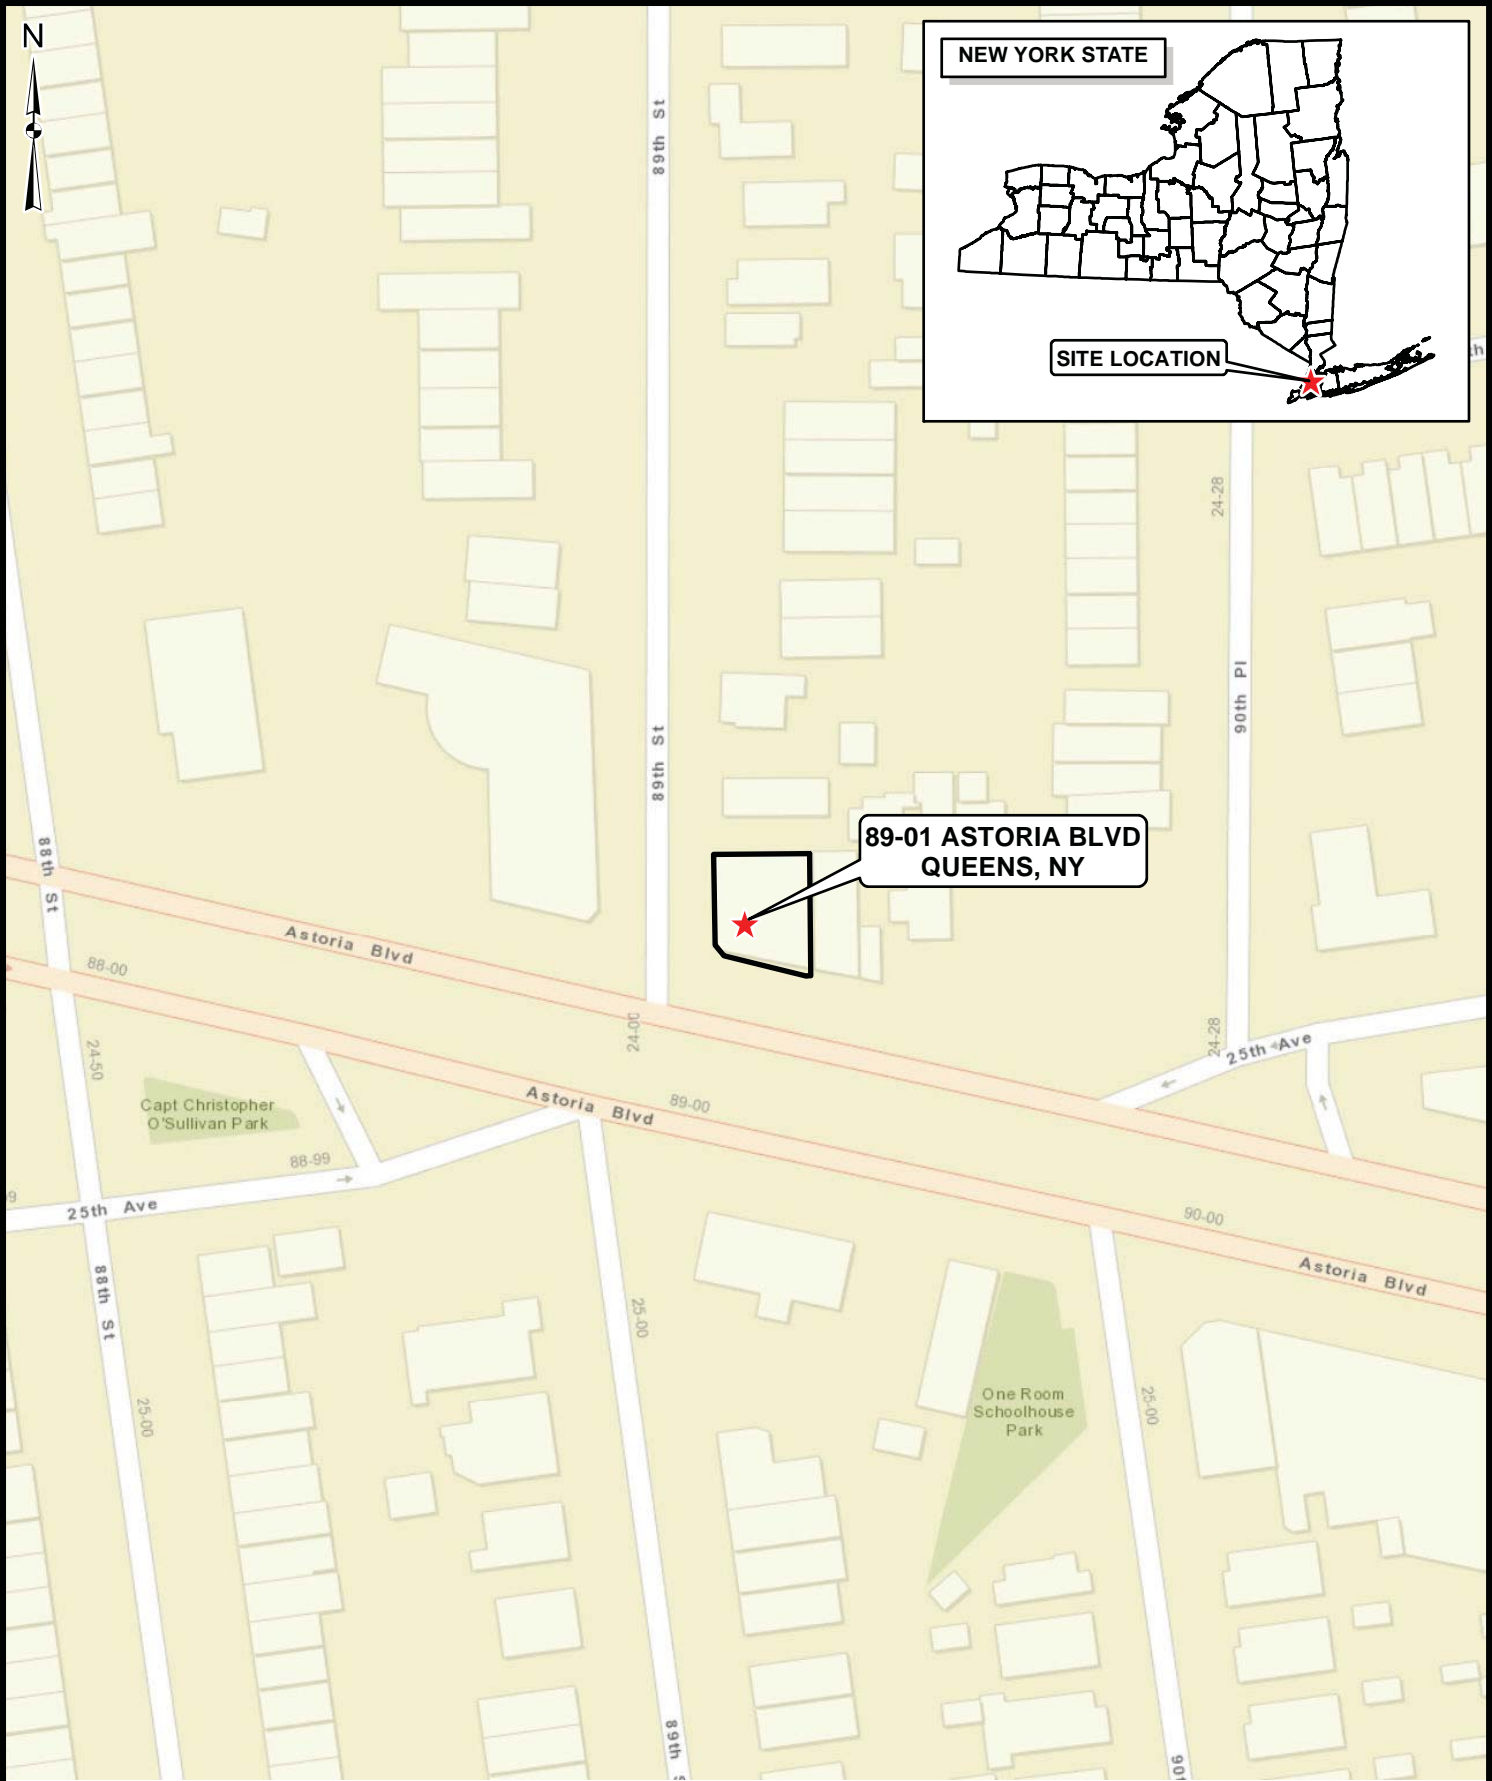 N
NEW YORK STATE
SITE LOCATION
89th St
24-28
90th Pl
89th St
89-01 ASTORIA BLVD
QUEENS, NY
88th St
Astoria Blvd
88-00
24-00
24-28
25th Ave
24-50
Capt Christopher
O'Sullivan Park
Astoria Blvd
89-00
88-99
25th Ave
90-00
Astoria Blvd
88th St
25-00
25-00
One Room
Schoolhouse
Park
25-00
89th